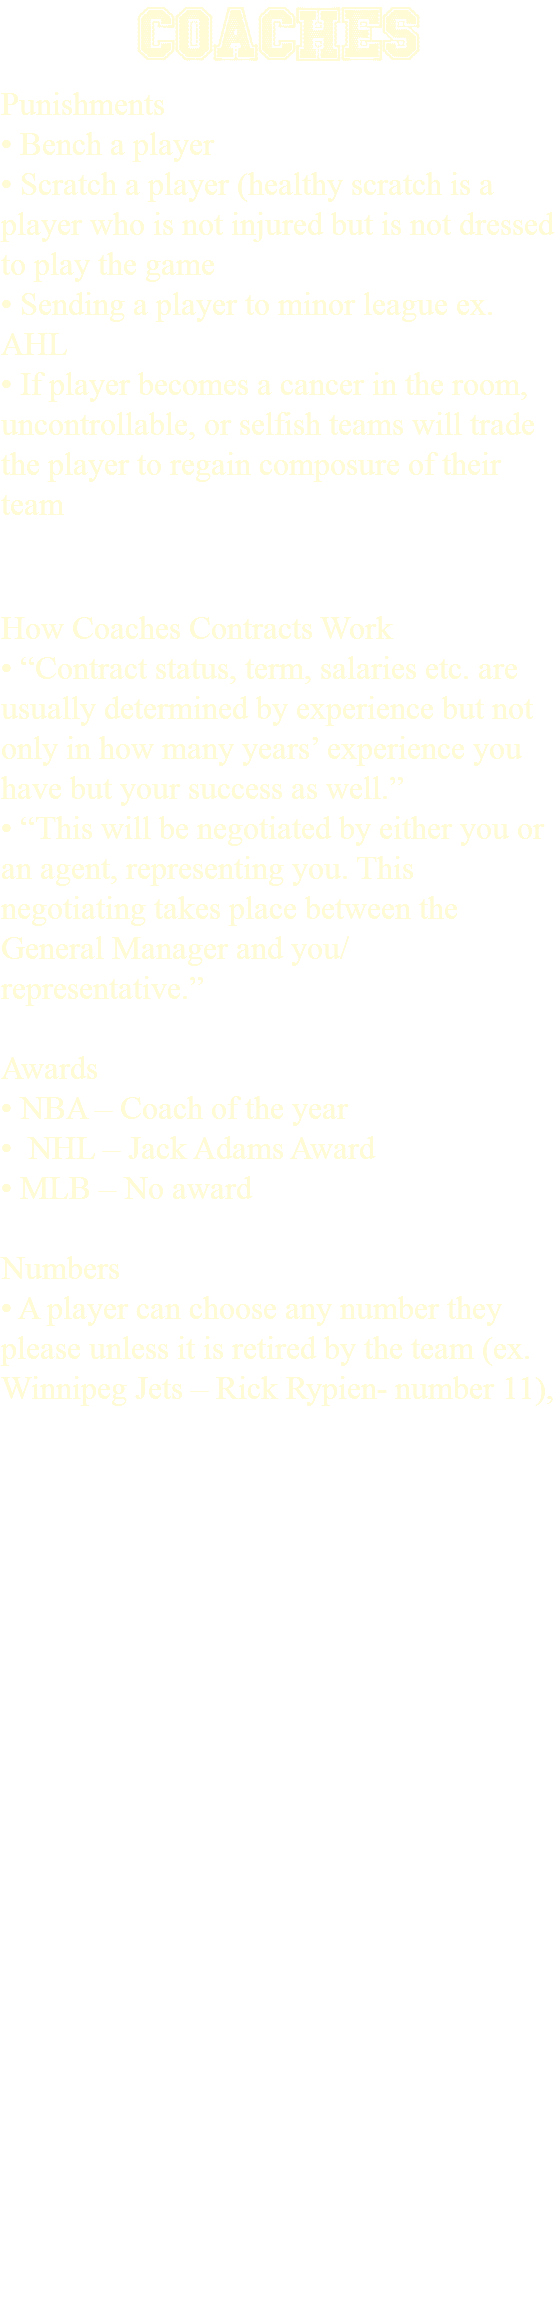 COACHES
Punishments
• Bench a player
• Scratch a player (healthy scratch is a
player who is not injured but is not dressed
to play the game
• Sending a player to minor league ex.
AHL
• If player becomes a cancer in the room,
uncontrollable, or selfish teams will trade
the player to regain composure of their
team
How Coaches Contracts Work
• “Contract status, term, salaries etc. are
usually determined by experience but not
only in how many years’ experience you
have but your success as well.”
• “This will be negotiated by either you or
an agent, representing you. This
negotiating takes place between the
General Manager and you/
representative.”
Awards
• NBA – Coach of the year
•  NHL – Jack Adams Award
• MLB – No award
Numbers
• A player can choose any number they
please unless it is retired by the team (ex.
Winnipeg Jets – Rick Rypien- number 11),